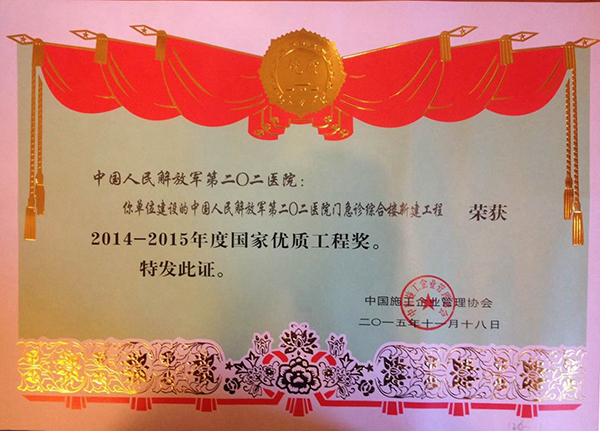 中国人民解放军第二〇二医院：
你单位建设的中国人民解放军第二〇二医院门急诊综合楼新建工程 荣获
2014-2015年度国家优质工程奖。
特发此证。
中国施工企业管理协会
二〇一五年十一月十八日